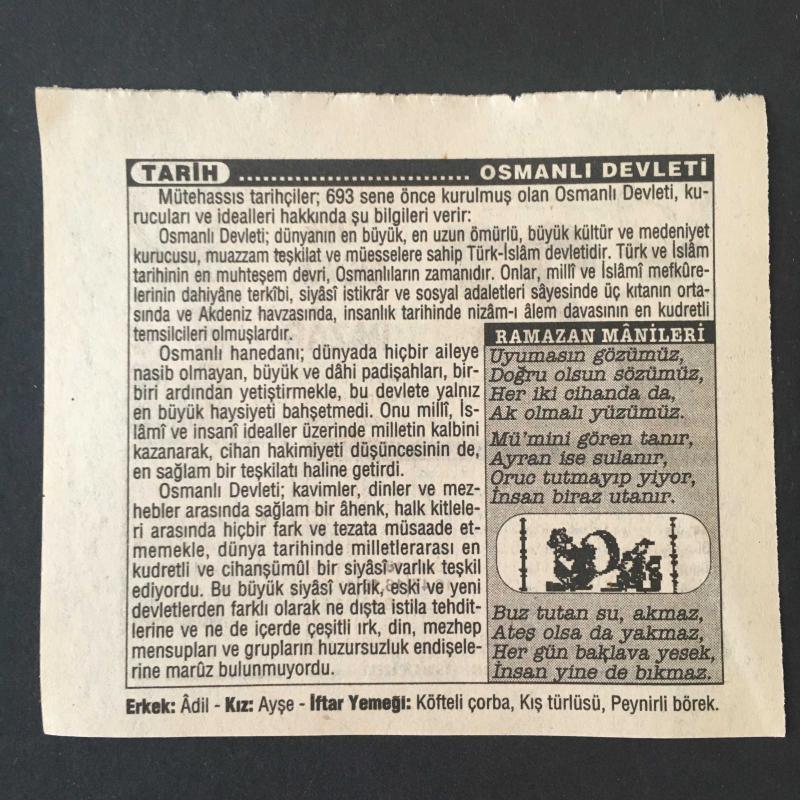 TARİH ............................. OSMANLI DEVLETİ
Mütehassıs tarihçiler; 693 sene önce kurulmuş olan Osmanlı Devleti, ku-
rucuları ve idealleri hakkında şu bilgileri verir:
Osmanlı Devleti; dünyanın en büyük, en uzun ömürlü, büyük kültür ve medeniyet
kurucusu, muazzam teşkilat ve müesselere sahip Türk-İslâm devletidir. Türk ve İslâm
tarihinin en muhteşem devri, Osmanlıların zamanıdır. Onlar, millî ve İslâmî mefkûre-
lerinin dahiyâne terkîbi, siyâsî istikrâr ve sosyal adaletleri sâyesinde üç kıtanın orta-
sında ve Akdeniz havzasında, insanlık tarihinde nizâm-ı âlem davasının en kudretli
temsilcileri olmuşlardır.
Osmanlı hanedanı; dünyada hiçbir aileye
nasib olmayan, büyük ve dâhi padişahları, bir-
biri ardından yetiştirmekle, bu devlete yalnız
en büyük haysiyeti bahşetmedi. Onu millî, İs-
lâmî ve insanî idealler üzerinde milletin kalbini
kazanarak, cihan hakimiyeti düşüncesinin de,
en sağlam bir teşkilatı haline getirdi.
Osmanlı Devleti; kavimler, dinler ve mez-
hebler arasında sağlam bir âhenk, halk kitlele-
ri arasında hiçbir fark ve tezata müsaade et-
memekle, dünya tarihinde milletlerarası en
kudretli ve cihanşümûl bir siyâsî varlık teşkil
ediyordu. Bu büyük siyâsî varlık, eski ve yeni
devletlerden farklı olarak ne dışta istila tehdit-
lerine ve ne de içerde çeşitli ırk, din, mezhep
mensupları ve grupların huzursuzluk endişele-
rine marûz bulunmuyordu.
RAMAZAN MÂNİLERİ
Uyumasın gözümüz,
Doğru olsun sözümüz,
Her iki cihanda da,
Ak olmalı yüzümüz.
Mü'mini gören tanır,
Ayran ise sulanır,
Oruc tutmayıp yiyor,
İnsan biraz utanır.
Buz tutan su, akmaz,
Ateş olsa da yakmaz,
Her gün baklava yesek,
İnsan yine de bıkmaz.
Erkek: Âdil - Kız: Ayşe - İftar Yemeği: Köfteli çorba, Kış türlüsü, Peynirli börek.